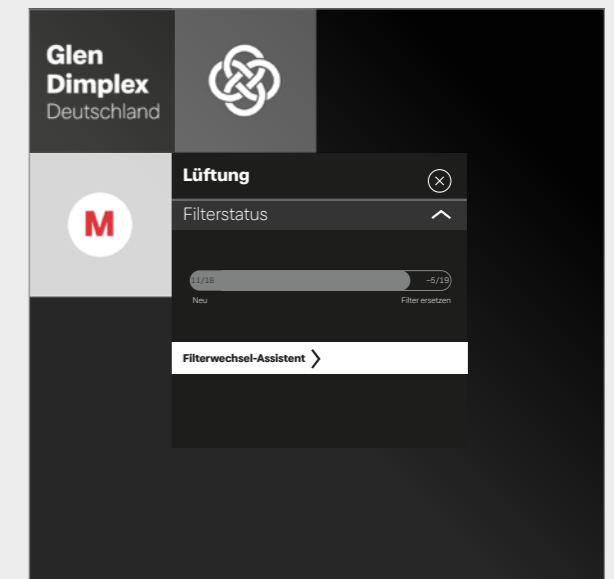 Glen
Dimplex
Deutschland
M
Lüftung
Filterstatus
11/18
~5/19
Neu
Filter ersetzen
Filterwechsel-Assistent